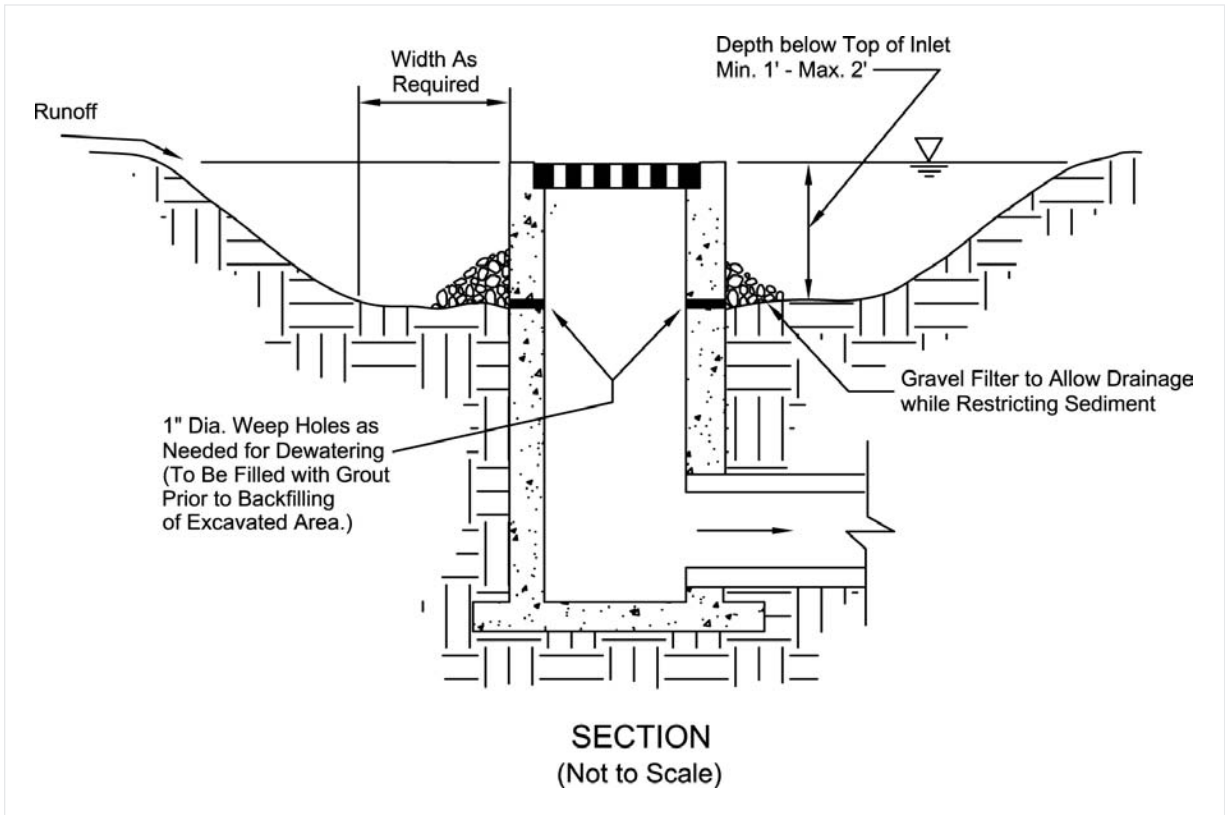 Width As
Required
Depth below Top of Inlet
Min. 1' - Max. 2'
Runoff
Gravel Filter to Allow Drainage
while Restricting Sediment
1" Dia. Weep Holes as
Needed for Dewatering
(To Be Filled with Grout
Prior to Backfilling
of Excavated Area.)
SECTION
(Not to Scale)